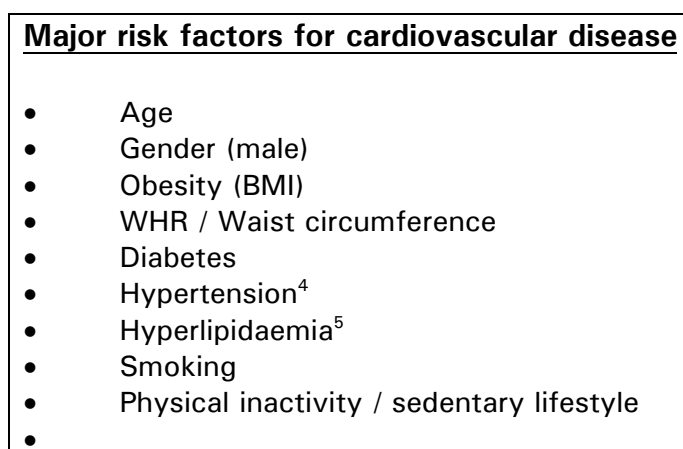 Major risk factors for cardiovascular disease
• Age
• Gender (male)
• Obesity (BMI)
• WHR / Waist circumference
• Diabetes
• Hypertension⁴
• Hyperlipidaemia⁵
• Smoking
• Physical inactivity / sedentary lifestyle
•